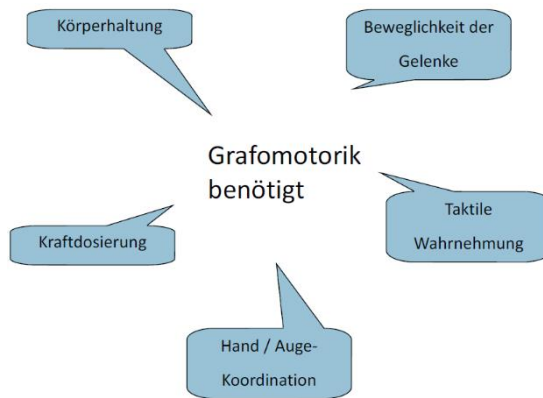 Körperhaltung
Beweglichkeit der
Gelenke
Grafomotorik
benötigt
Taktile
Wahrnehmung
Kraftdosierung
Hand / Auge-
Koordination